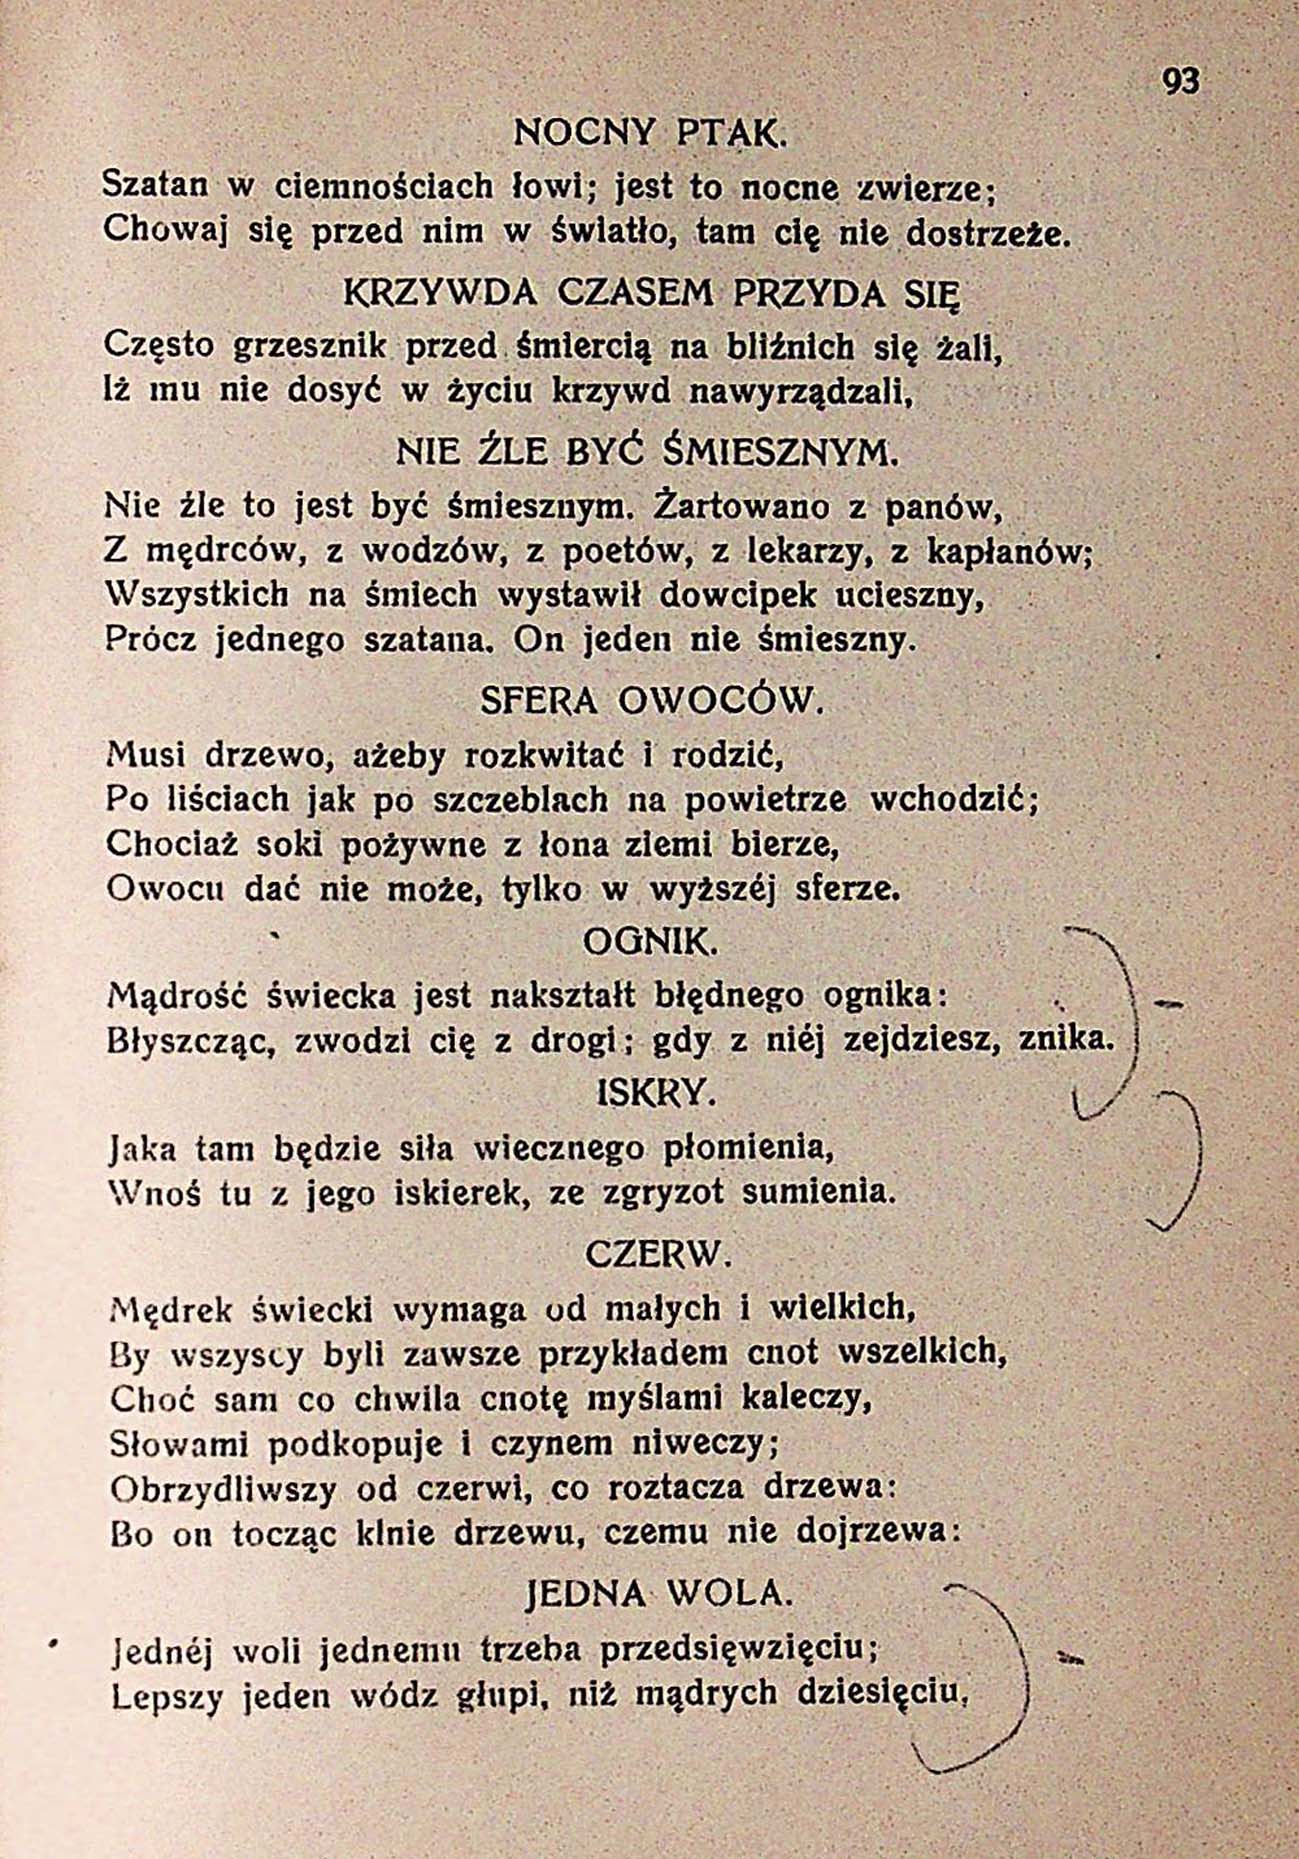 93
NOCNY PTAK.
Szatan w ciemnościach łowi; jest to nocne zwierze;
Chowaj się przed nim w światło, tam cię nie dostrzeże.
KRZYWDA CZASEM PRZYDA SIĘ
Często grzesznik przed śmiercią na bliźnich się żali,
Iż mu nie dosyć w życiu krzywd nawyrządzali,
NIE ŹLE BYĆ ŚMIESZNYM.
Nie źle to jest być śmiesznym. Żartowano z panów,
Z mędrców, z wodzów, z poetów, z lekarzy, z kapłanów;
Wszystkich na śmiech wystawił dowcipek ucieszny,
Prócz jednego szatana. On jeden nie śmieszny.
SFERA OWOCÓW.
Musi drzewo, ażeby rozkwitać i rodzić,
Po liściach jak po szczeblach na powietrze wchodzić;
Chociaż soki pożywne z łona ziemi bierze,
Owocu dać nie może, tylko w wyższéj sferze.
OGNIK.
Mądrość świecka jest nakształt błędnego ognika:
Błyszcząc, zwodzi cię z drogi; gdy z niéj zejdziesz, znika.
ISKRY.
Jaka tam będzie siła wiecznego płomienia,
Wnoś tu z jego iskierek, ze zgryzot sumienia.
CZERW.
Mędrek świecki wymaga od małych i wielkich,
By wszyscy byli zawsze przykładem cnot wszelkich,
Choć sam co chwila cnotę myślami kaleczy,
Słowami podkopuje i czynem niweczy;
Obrzydliwszy od czerwi, co roztacza drzewa:
Bo on tocząc klnie drzewu, czemu nie dojrzewa:
JEDNA WOLA.
Jednéj woli jednemu trzeba przedsięwzięciu;
Lepszy jeden wódz głupi, niż mądrych dziesięciu,